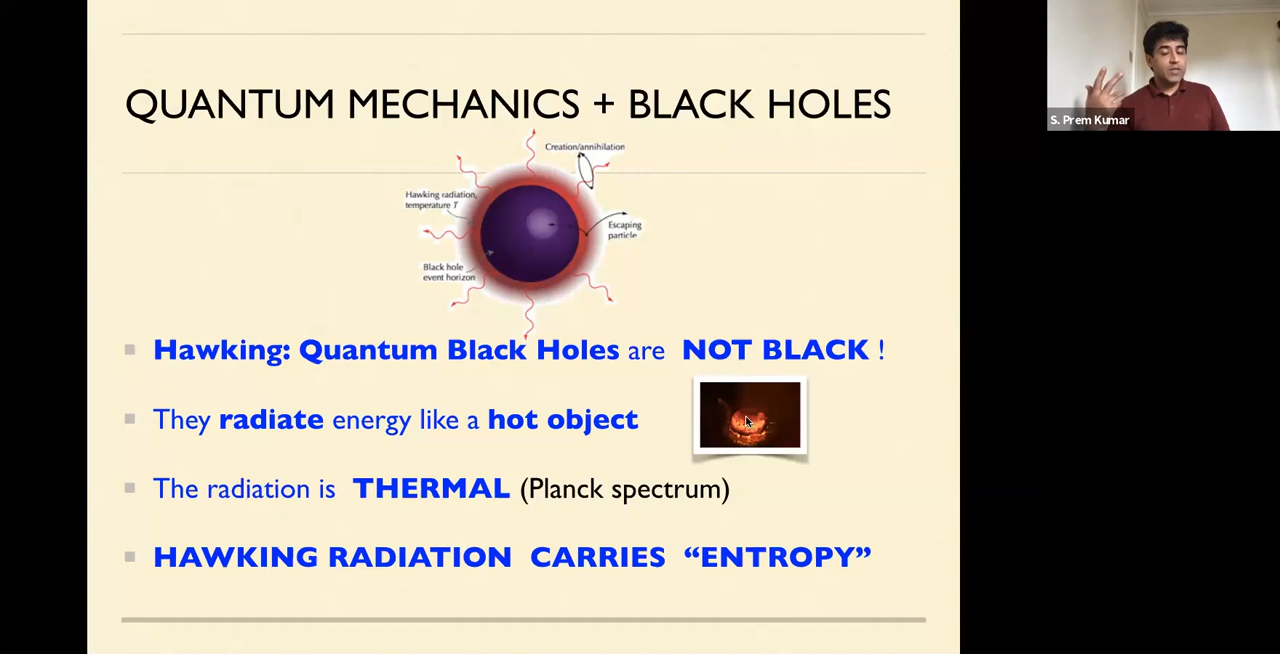 S. Prem Kumar
QUANTUM MECHANICS + BLACK HOLES
Creation/annihilation
Hawking radiation,
temperature T
Escaping
particle
Black hole
event horizon
Hawking: Quantum Black Holes are NOT BLACK !
They radiate energy like a hot object
The radiation is THERMAL (Planck spectrum)
HAWKING RADIATION CARRIES “ENTROPY”